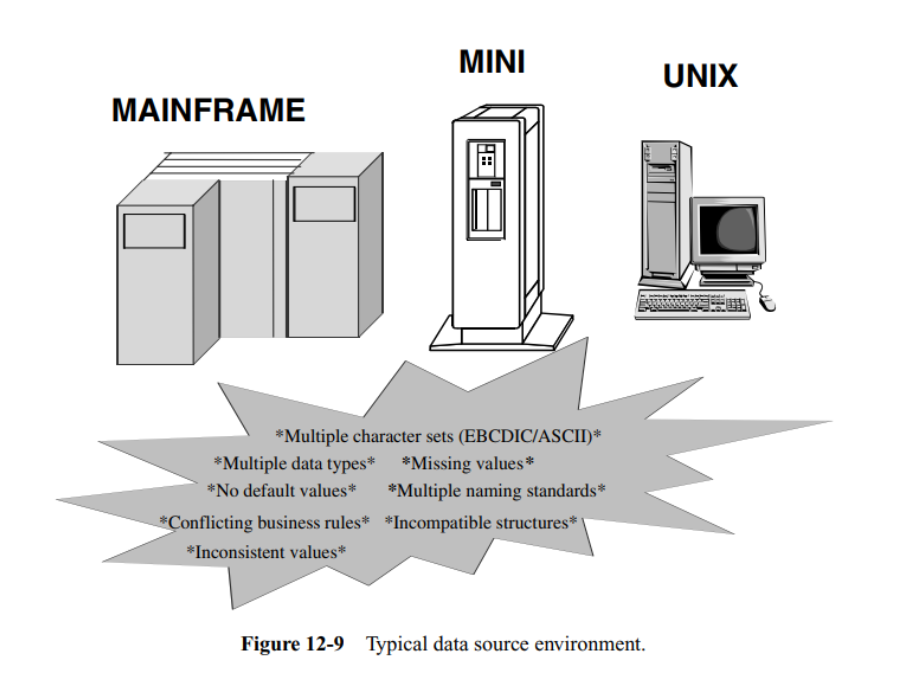 MINI
UNIX
MAINFRAME
*Multiple character sets (EBCDIC/ASCII)*
*Multiple data types* *Missing values*
*No default values* *Multiple naming standards*
*Conflicting business rules* *Incompatible structures*
*Inconsistent values*
Figure 12-9 Typical data source environment.